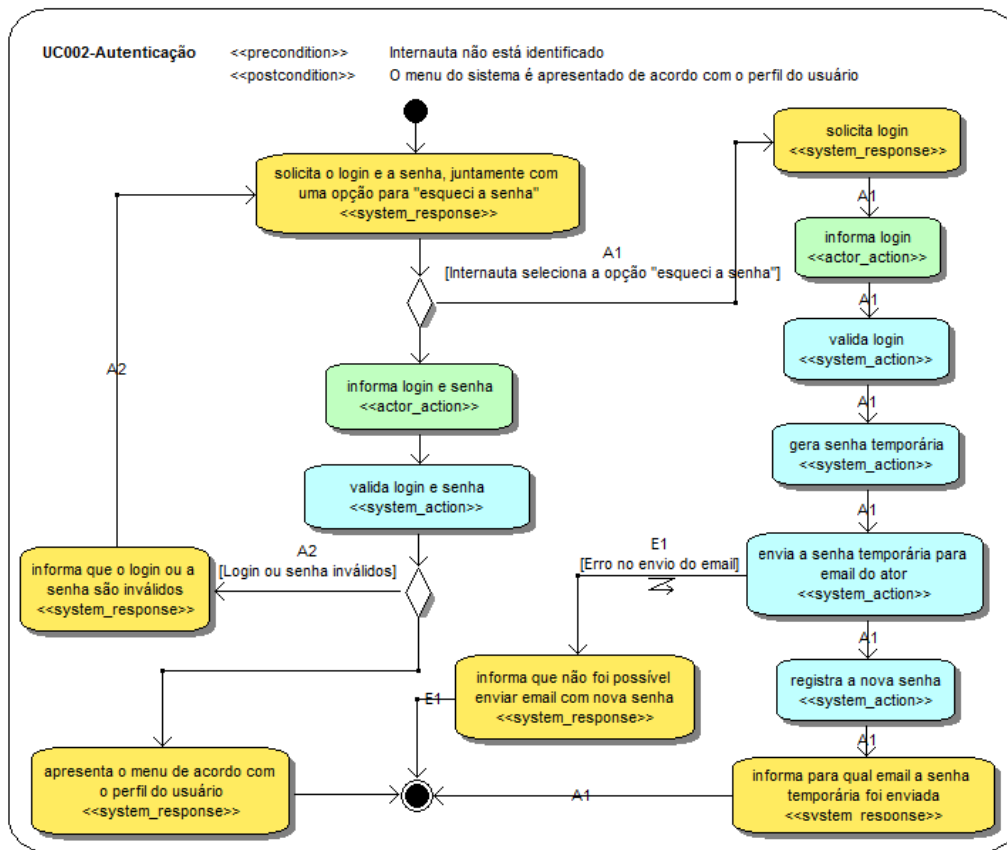 UC002-Autenticação <<precondition>> Internauta não está identificado
<<postcondition>> O menu do sistema é apresentado de acordo com o perfil do usuário
solicita o login e a senha, juntamente com
uma opção para "esqueci a senha"
<<system_response>>
A1
[Internauta seleciona a opção "esqueci a senha"]
solicita login
<<system_response>>
A1
informa login
<<actor_action>>
A1
valida login
<<system_action>>
A1
gera senha temporária
<<system_action>>
A1
envia a senha temporária para
email do ator
<<system_action>>
A1
registra a nova senha
<<system_action>>
A1
informa para qual email a senha
temporária foi enviada
<<system_response>>
A1
E1
[Erro no envio do email]
informa que não foi possível
enviar email com nova senha
<<system_response>>
E1
informa login e senha
<<actor_action>>
valida login e senha
<<system_action>>
A2
[Login ou senha inválidos]
informa que o login ou a
senha são inválidos
<<system_response>>
A2
apresenta o menu de acordo com
o perfil do usuário
<<system_response>>